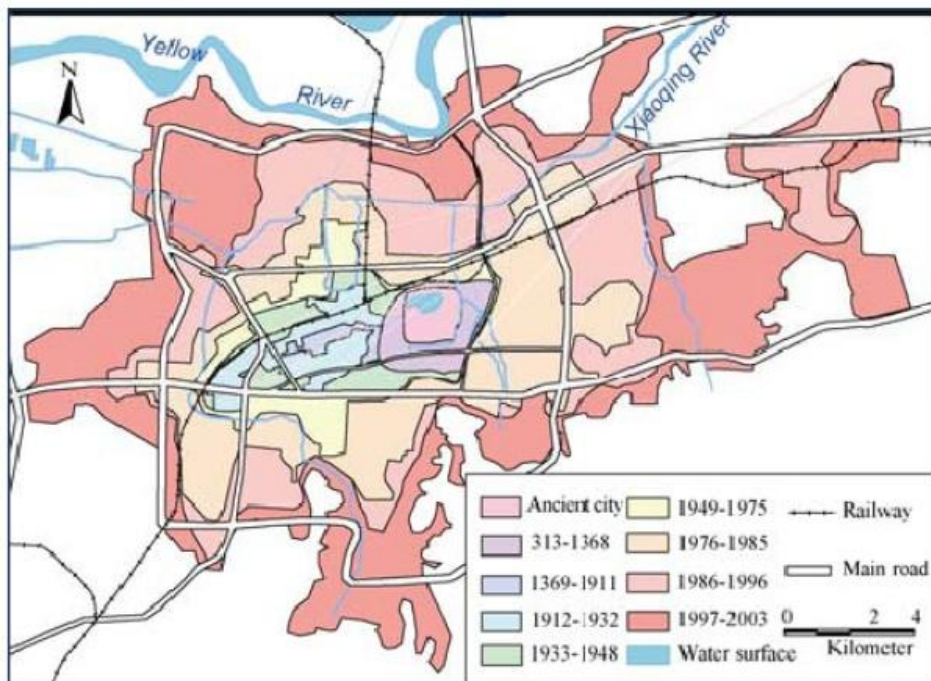 Yellow
River
Xiaoqing River
N
Ancient city
313-1368
1369-1911
1912-1932
1933-1948
1949-1975
1976-1985
1986-1996
1997-2003
Water surface
Railway
Main road
0 2 4
Kilometer